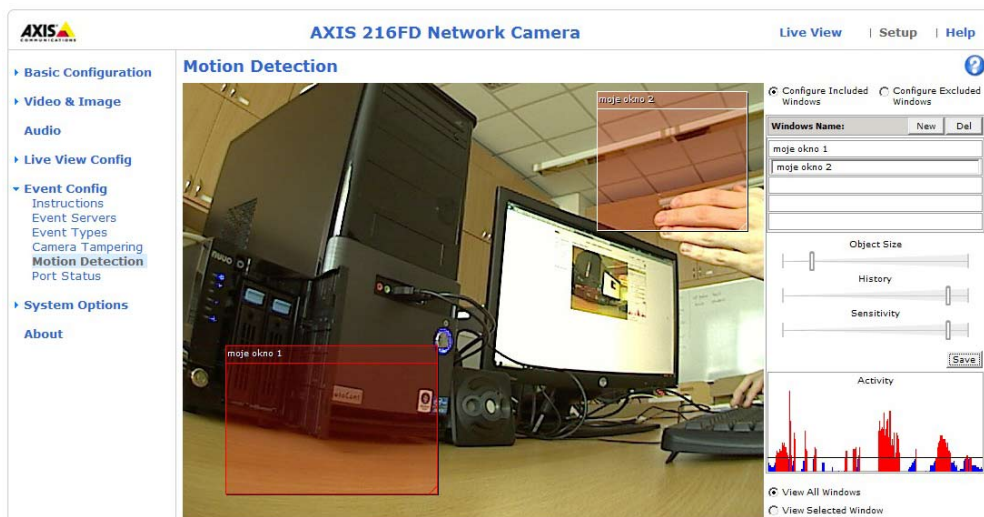 AXIS
COMMUNICATIONS
AXIS 216FD Network Camera
Live View | Setup | Help
Basic Configuration
Video & Image
Audio
Live View Config
Event Config
Instructions
Event Servers
Event Types
Camera Tampering
Motion Detection
Port Status
System Options
About
Motion Detection
?
moje okno 2
nuuo
moje okno 1
Configure Included Windows
Configure Excluded Windows
Windows Name: New Del
moje okno 1
moje okno 2
Object Size
History
Sensitivity
Save
Activity
View All Windows
View Selected Window